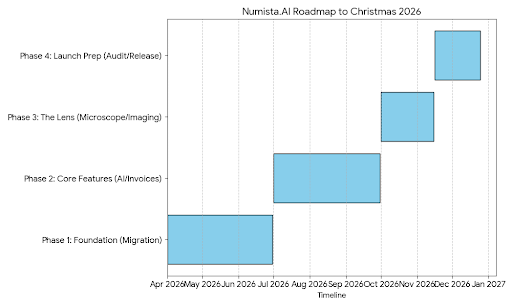 Numista.AI Roadmap to Christmas 2026
Phase 4: Launch Prep (Audit/Release)
Phase 3: The Lens (Microscope/Imaging)
Phase 2: Core Features (AI/Invoices)
Phase 1: Foundation (Migration)
Apr 2026 May 2026 Jun 2026 Jul 2026 Aug 2026 Sep 2026 Oct 2026 Nov 2026 Dec 2026 Jan 2027
Timeline